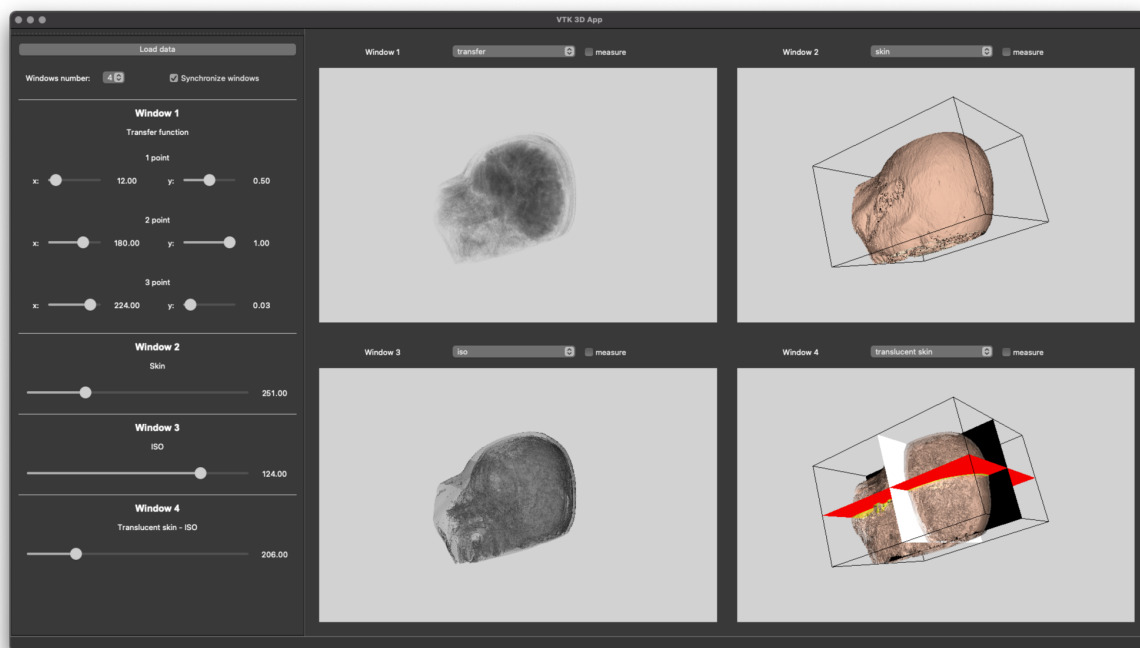 VTK 3D App
Load data
Windows number: 4 Synchronize windows
Window 1
Transfer function
1 point
x: 12.00 y: 0.50
2 point
x: 180.00 y: 1.00
3 point
x: 224.00 y: 0.03
Window 2
Skin
251.00
Window 3
ISO
124.00
Window 4
Translucent skin - ISO
206.00
Window 1 transfer measure
Window 2 skin measure
Window 3 iso measure
Window 4 translucent skin measure